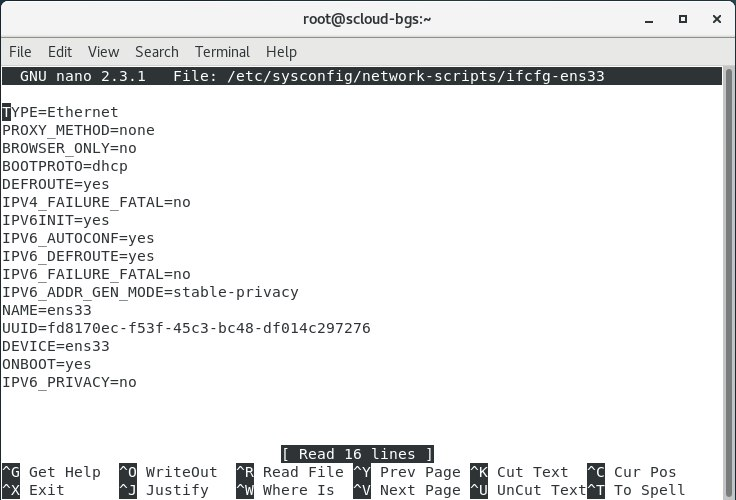 root@scloud-bgs:~
File Edit View Search Terminal Help
GNU nano 2.3.1 File: /etc/sysconfig/network-scripts/ifcfg-ens33
TYPE=Ethernet
PROXY_METHOD=none
BROWSER_ONLY=no
BOOTPROTO=dhcp
DEFROUTE=yes
IPV4_FAILURE_FATAL=no
IPV6INIT=yes
IPV6_AUTOCONF=yes
IPV6_DEFROUTE=yes
IPV6_FAILURE_FATAL=no
IPV6_ADDR_GEN_MODE=stable-privacy
NAME=ens33
UUID=fd8170ec-f53f-45c3-bc48-df014c297276
DEVICE=ens33
ONBOOT=yes
IPV6_PRIVACY=no
[ Read 16 lines ]
^G Get Help ^O WriteOut ^R Read File ^Y Prev Page ^K Cut Text ^C Cur Pos
^X Exit ^J Justify ^W Where Is ^V Next Page ^U UnCut Text ^T To Spell